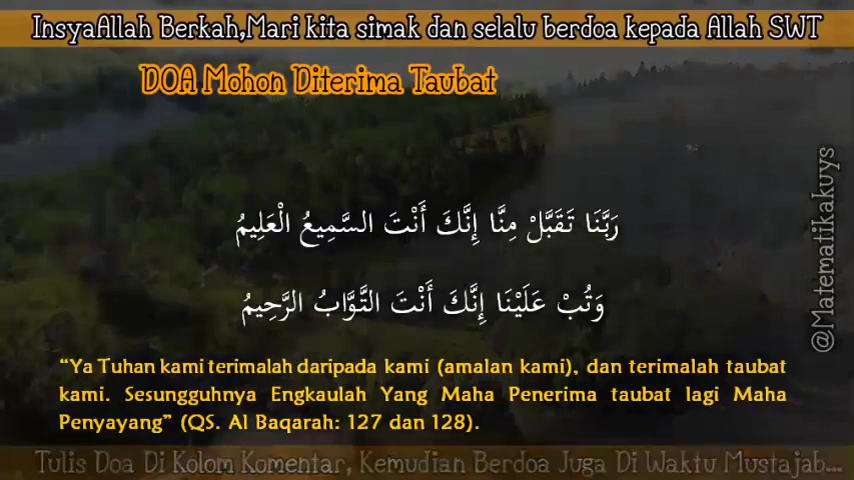 InsyaAllah Berkah,Mari kita simak dan selalu berdoa kepada Allah SWT
DOA Mohon Diterima Taubat
رَبَّنَا تَقَبَّلْ مِنَّا إِنَّكَ أَنْتَ السَّمِيعُ الْعَلِيمُ
وَتُبْ عَلَيْنَا إِنَّكَ أَنْتَ التَّوَّابُ الرَّحِيمُ
“Ya Tuhan kami terimalah daripada kami (amalan kami), dan terimalah taubat
kami. Sesungguhnya Engkaulah Yang Maha Penerima taubat lagi Maha
Penyayang” (QS. Al Baqarah: 127 dan 128).
@Matematikakuys
Tulis Doa Di Kolom Komentar, Kemudian Berdoa Juga Di Waktu Mustajab...